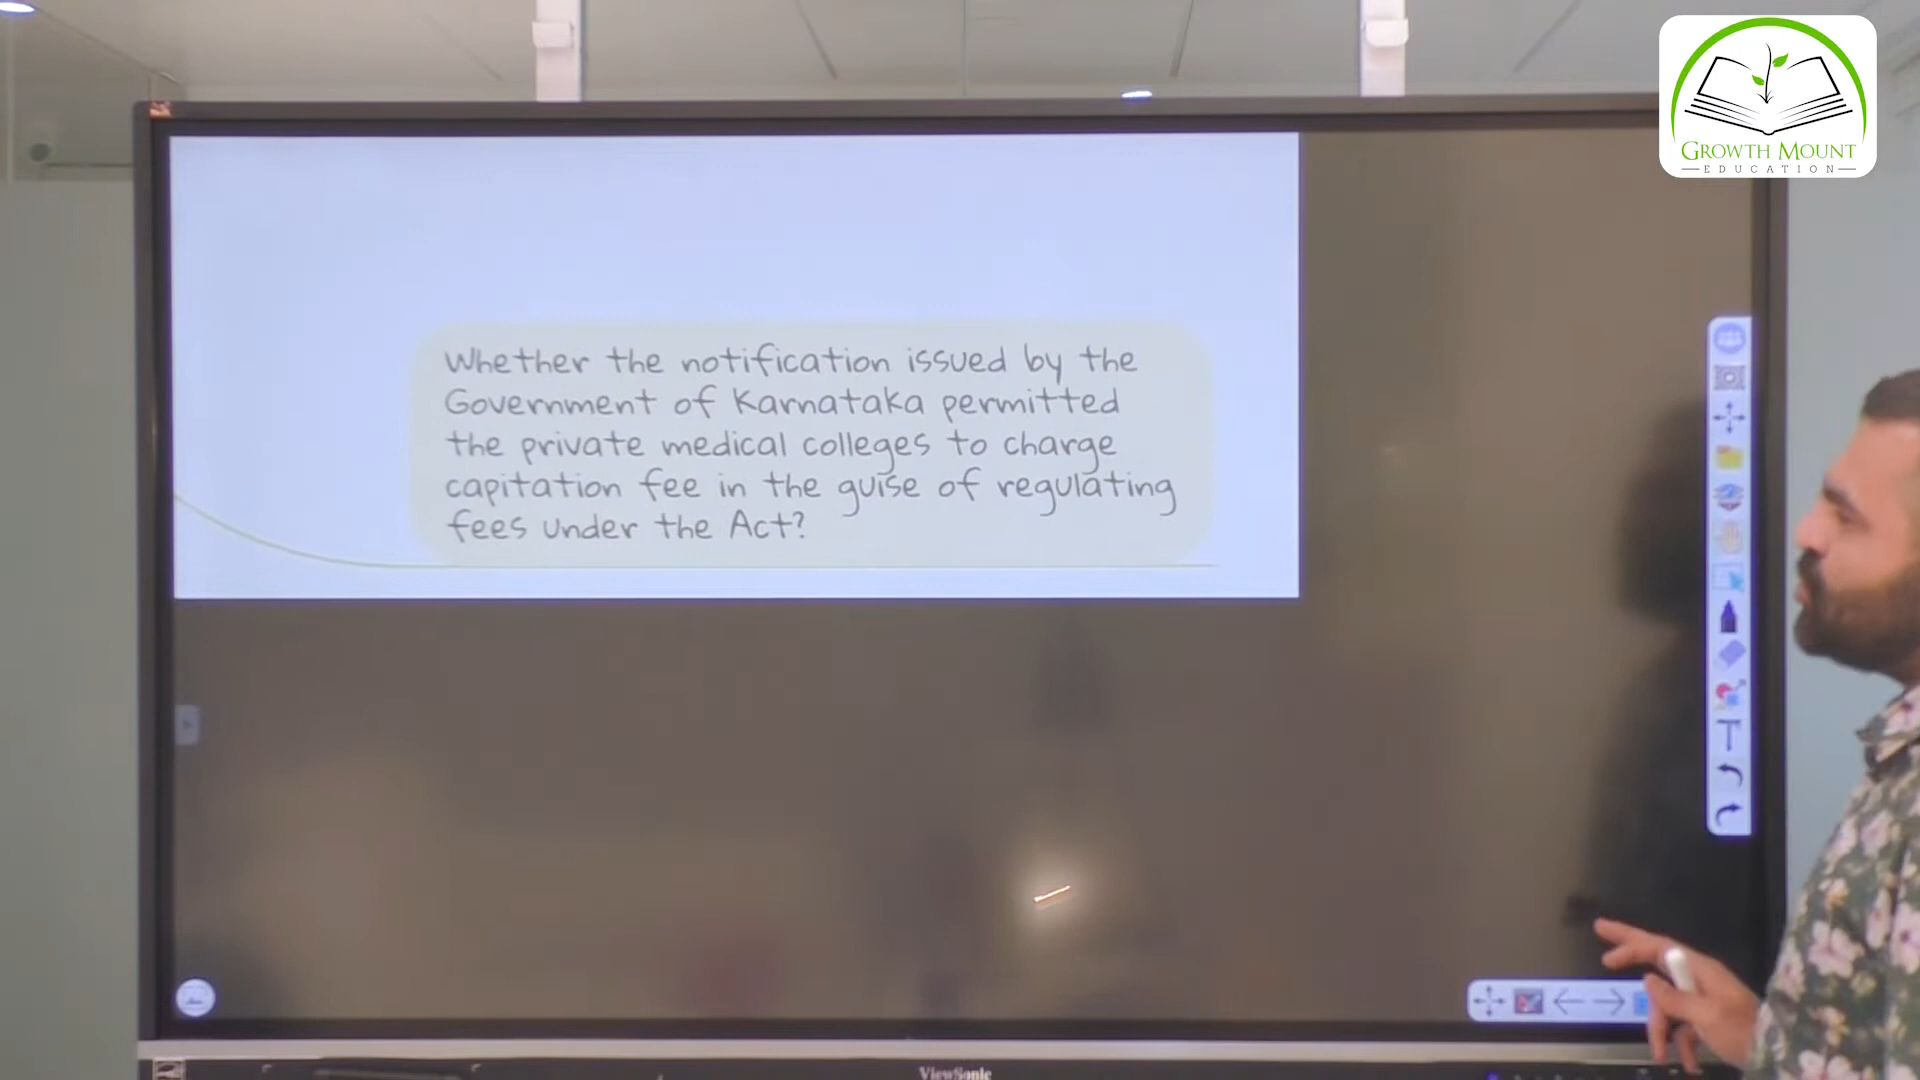 GROWTH MOUNT
EDUCATION
Whether the notification issued by the
Government of Karnataka permitted
the private medical colleges to charge
capitation fee in the guise of regulating
fees under the Act?
T
ViewSonic